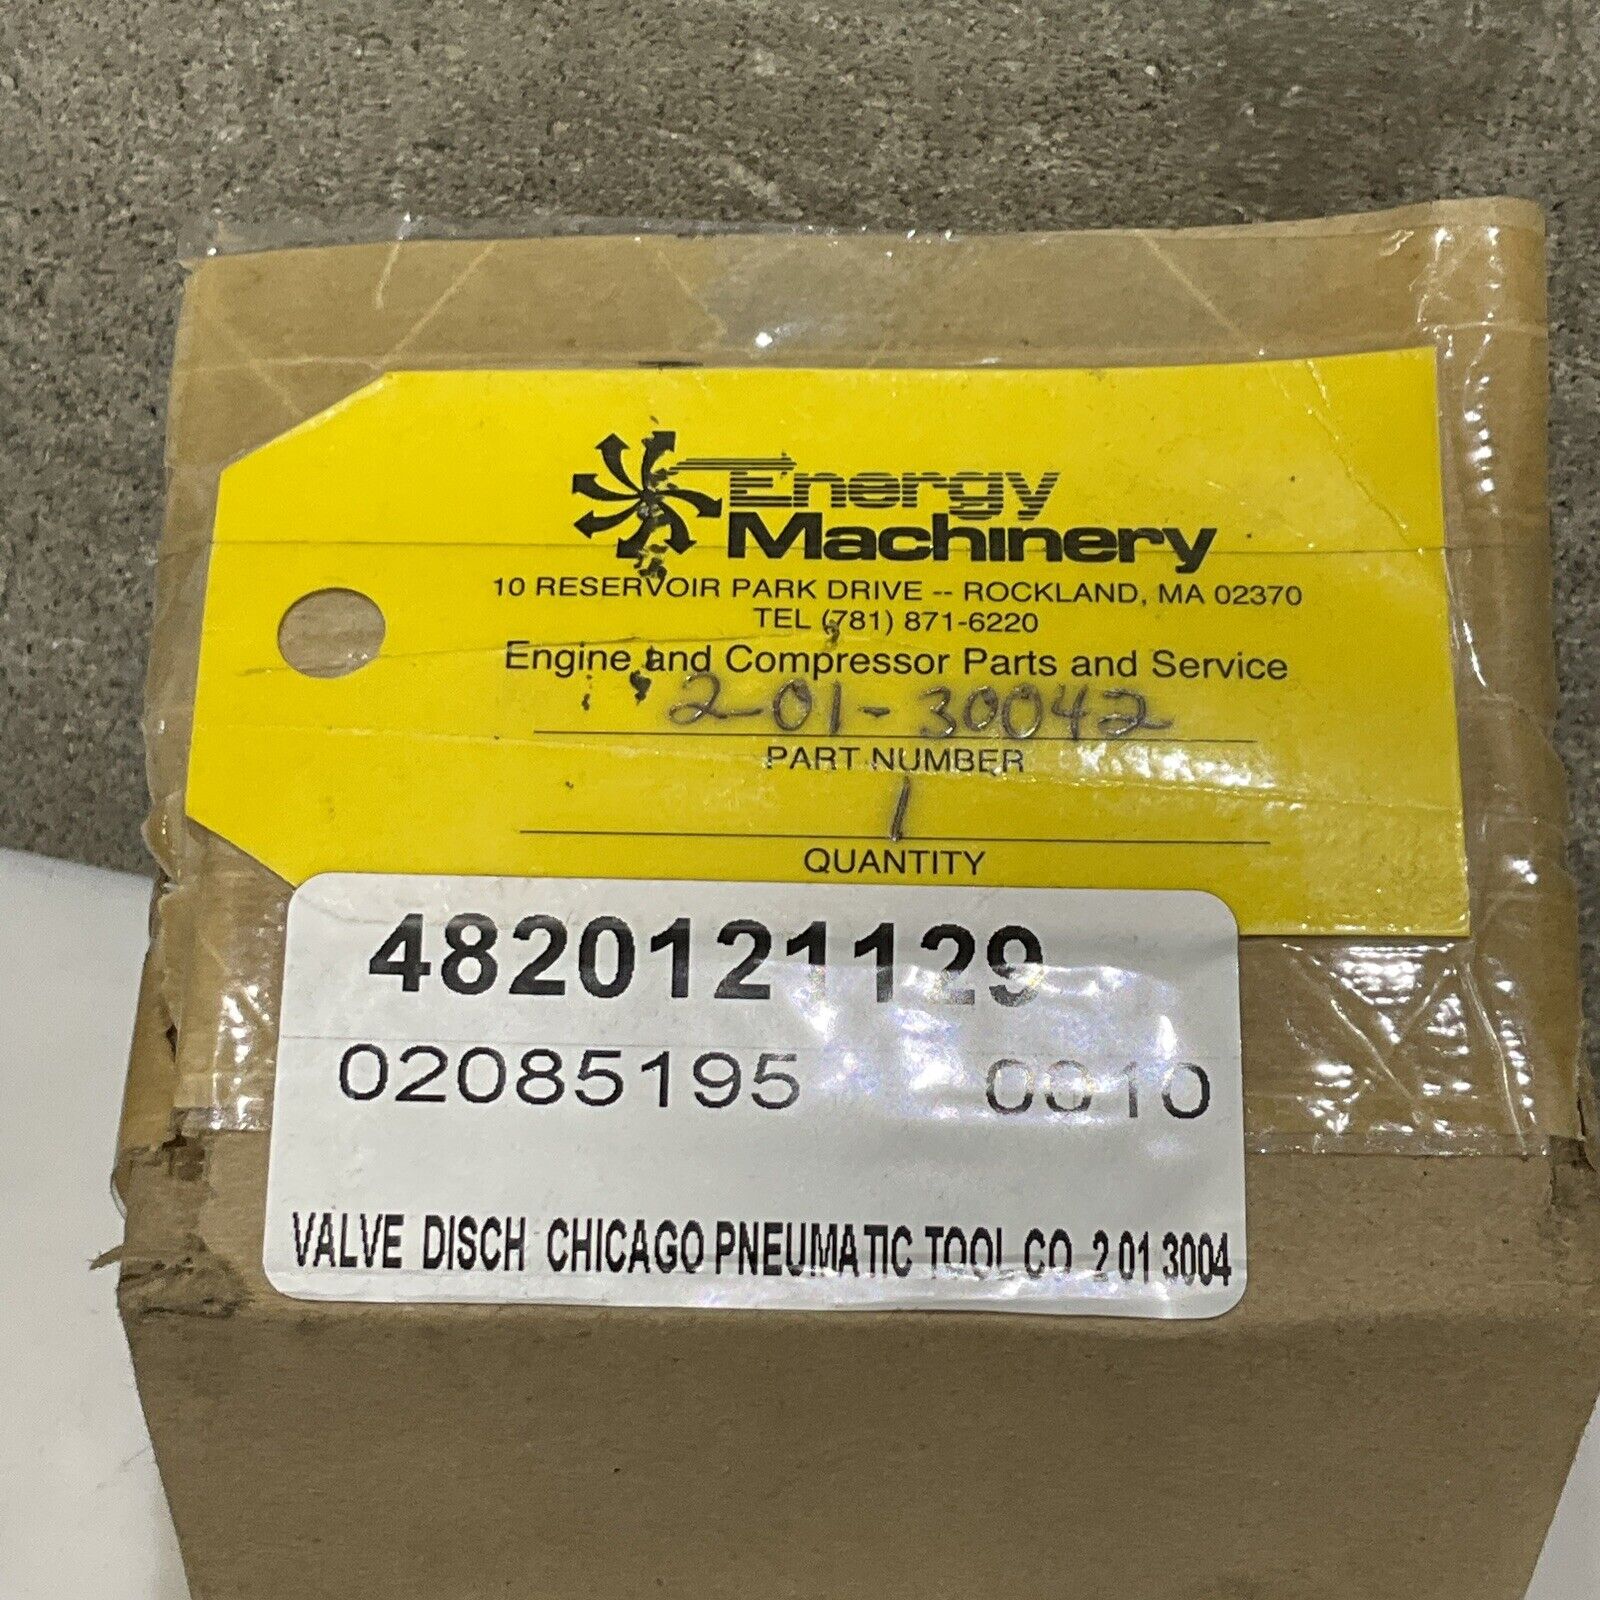 Energy
Machinery
10 RESERVOIR PARK DRIVE -- ROCKLAND, MA 02370
TEL (781) 871-6220
Engine and Compressor Parts and Service
2-01-30042
PART NUMBER
1
QUANTITY
4820121129
02085195 0010
VALVE DISCH CHICAGO PNEUMATIC TOOL CO 2 01 3004